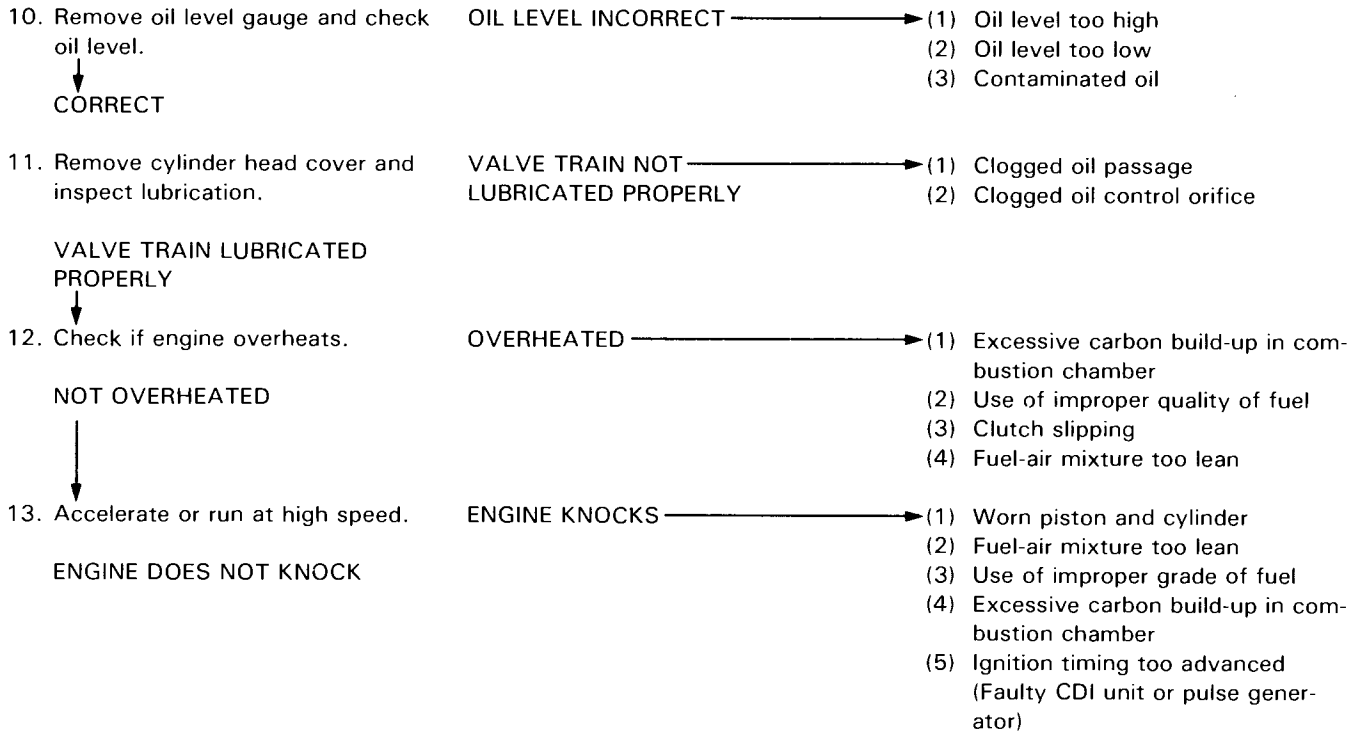 10. Remove oil level gauge and check
oil level.
CORRECT
OIL LEVEL INCORRECT
(1) Oil level too high
(2) Oil level too low
(3) Contaminated oil
11. Remove cylinder head cover and
inspect lubrication.
VALVE TRAIN LUBRICATED
PROPERLY
VALVE TRAIN NOT
LUBRICATED PROPERLY
(1) Clogged oil passage
(2) Clogged oil control orifice
12. Check if engine overheats.
NOT OVERHEATED
OVERHEATED
(1) Excessive carbon build-up in com-
bustion chamber
(2) Use of improper quality of fuel
(3) Clutch slipping
(4) Fuel-air mixture too lean
13. Accelerate or run at high speed.
ENGINE DOES NOT KNOCK
ENGINE KNOCKS
(1) Worn piston and cylinder
(2) Fuel-air mixture too lean
(3) Use of improper grade of fuel
(4) Excessive carbon build-up in com-
bustion chamber
(5) Ignition timing too advanced
(Faulty CDI unit or pulse gener-
ator)